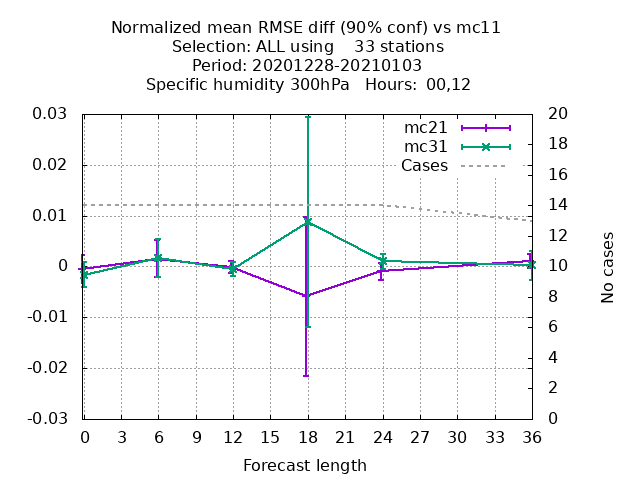 Normalized mean RMSE diff (90% conf) vs mc11
Selection: ALL using    33 stations
Period: 20201228-20210103
Specific humidity 300hPa   Hours:  00,12
0.03
0.02
0.01
0
-0.01
-0.02
-0.03
mc21
mc31
Cases
20
18
16
14
12
10
8
6
4
2
0
No cases
0 3 6 9 12 15 18 21 24 27 30 33 36
Forecast length